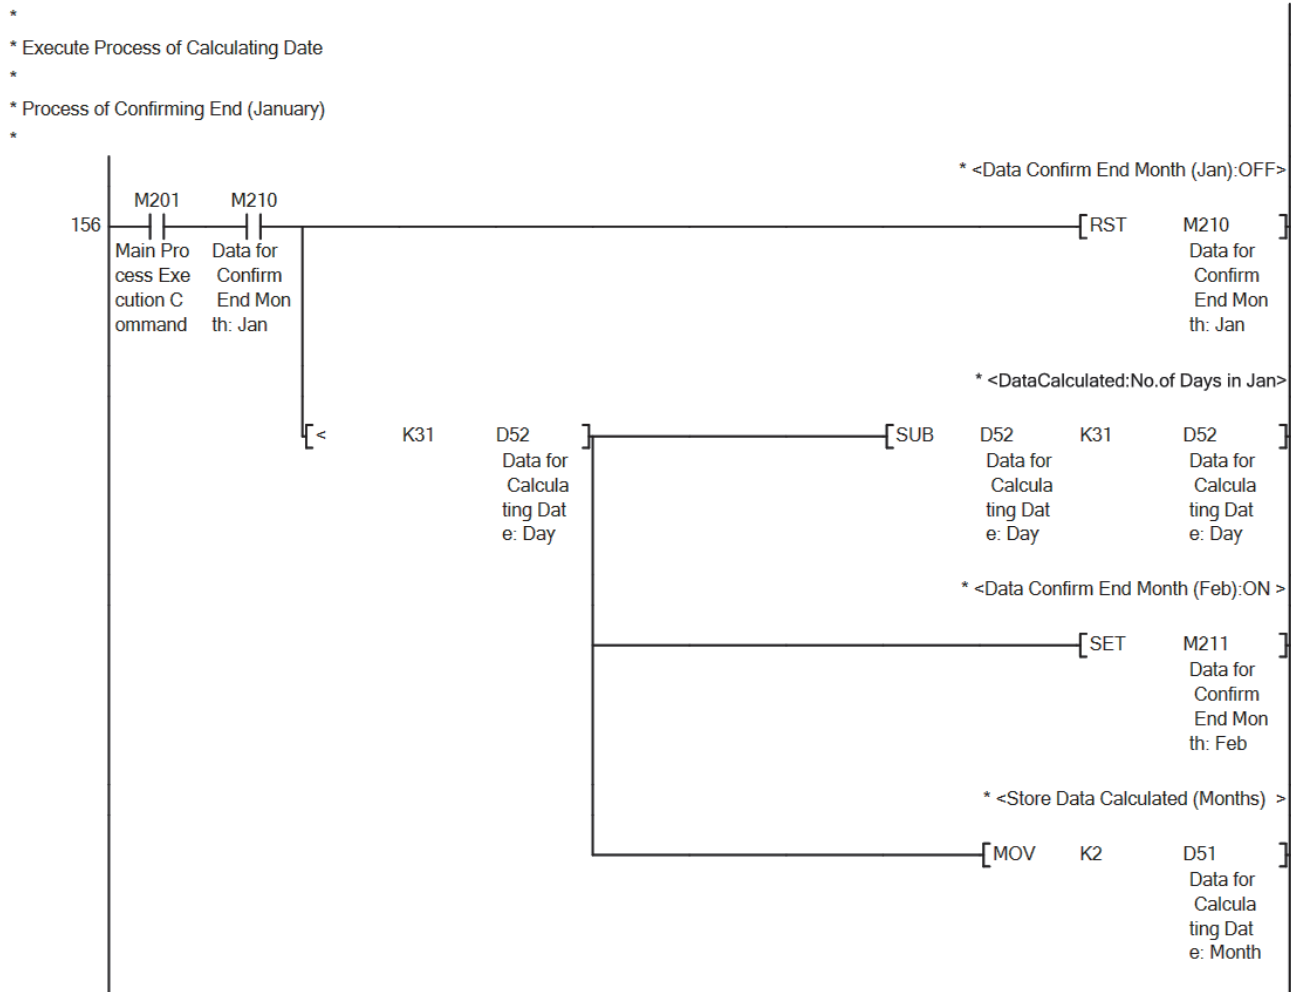 *
* Execute Process of Calculating Date
*
* Process of Confirming End (January)
*
* <Data Confirm End Month (Jan):OFF>
M201 M210
156 RST M210
Main Pro Data for Data for
cess Exe Confirm Confirm
cution C End Mon End Mon
ommand th: Jan th: Jan
* <DataCalculated:No.of Days in Jan>
< K31 D52 SUB D52 K31 D52
Data for Data for Data for
Calcula Calcula Calcula
ting Dat ting Dat ting Dat
e: Day e: Day e: Day
* <Data Confirm End Month (Feb):ON >
SET M211
Data for
Confirm
End Mon
th: Feb
* <Store Data Calculated (Months) >
MOV K2 D51
Data for
Calcula
ting Dat
e: Month